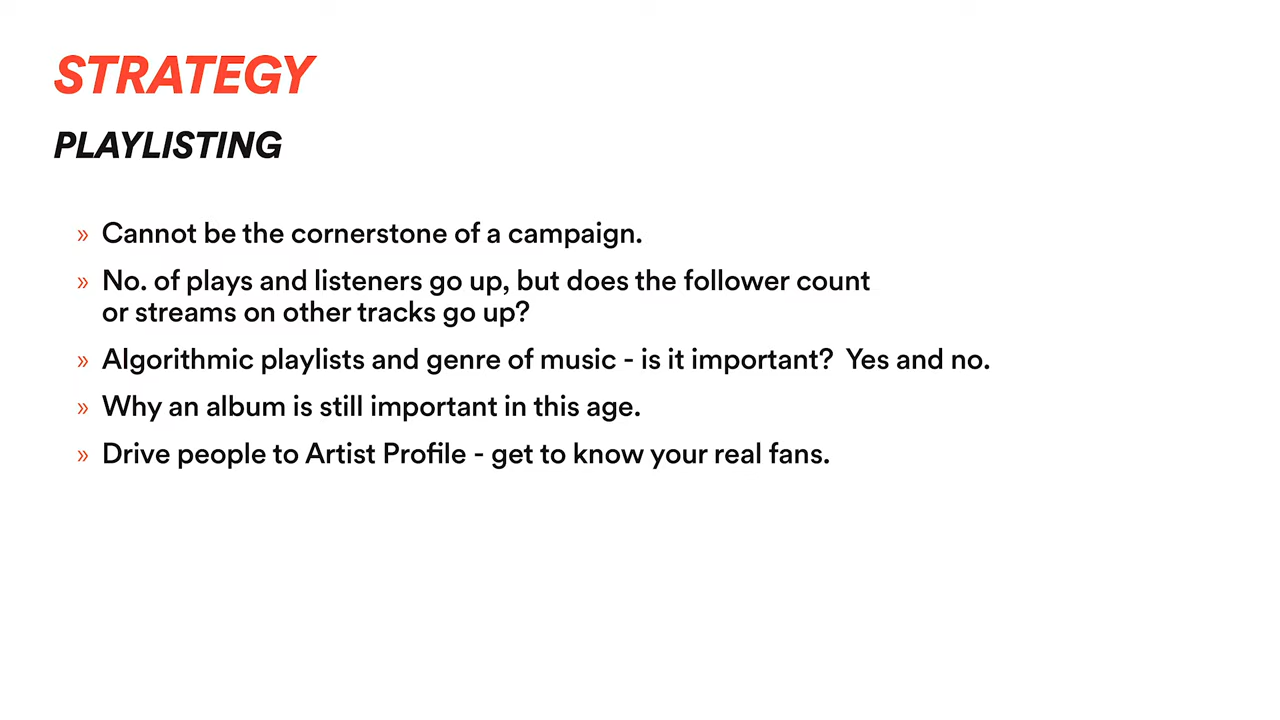 STRATEGY
PLAYLISTING
» Cannot be the cornerstone of a campaign.
» No. of plays and listeners go up, but does the follower count
or streams on other tracks go up?
» Algorithmic playlists and genre of music - is it important?  Yes and no.
» Why an album is still important in this age.
» Drive people to Artist Profile - get to know your real fans.